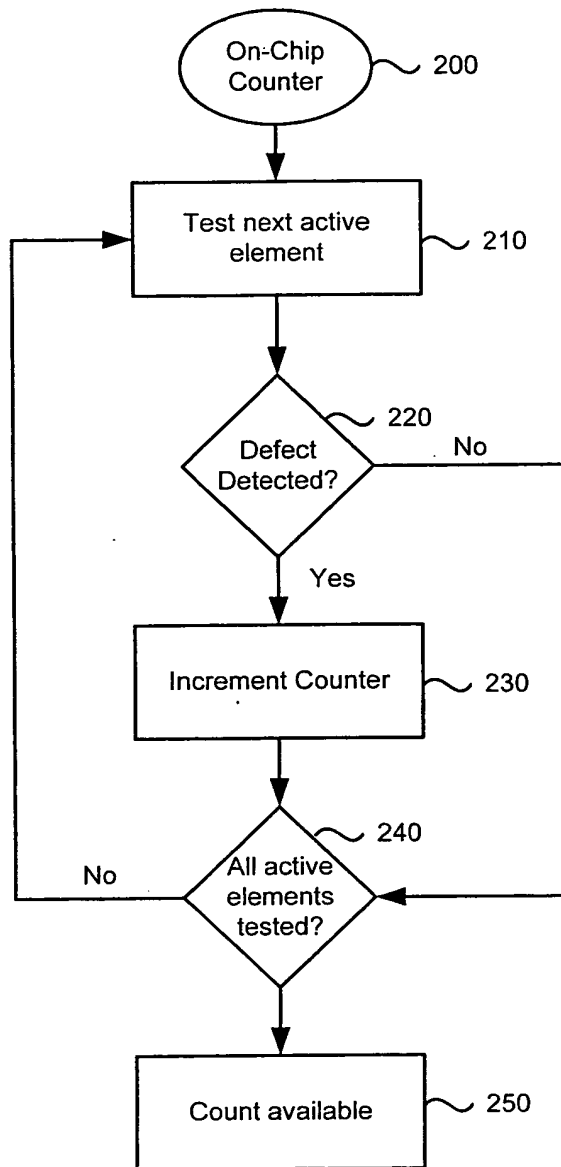 On-Chip
Counter
200
Test next active
element
210
220
Defect
Detected?
No
Yes
Increment Counter
230
240
All active
elements
tested?
No
Count available
250